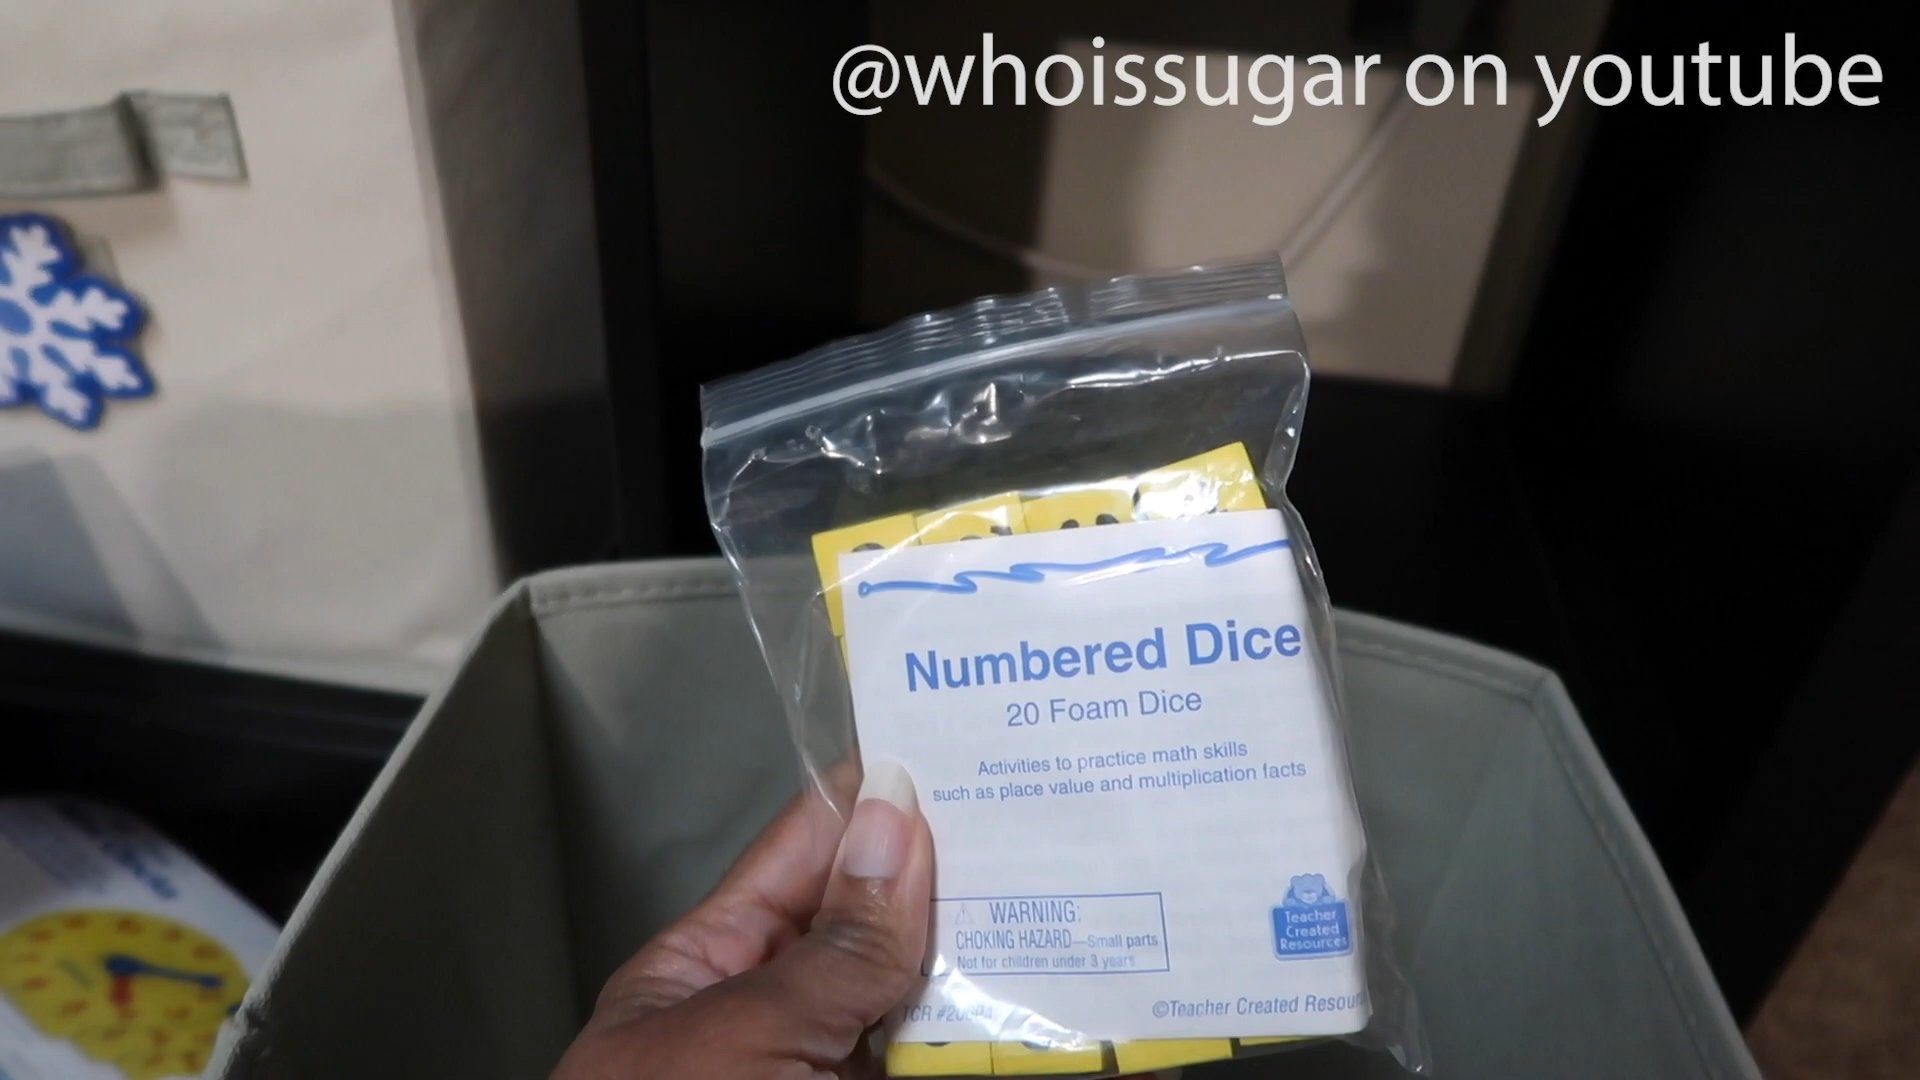 @whoissugar on youtube
Numbered Dice
20 Foam Dice
Activities to practice math skills
such as place value and multiplication facts
WARNING:
CHOKING HAZARD—Small parts
Not for children under 3 years
Teacher
Created
Resources
TCR
©Teacher Created